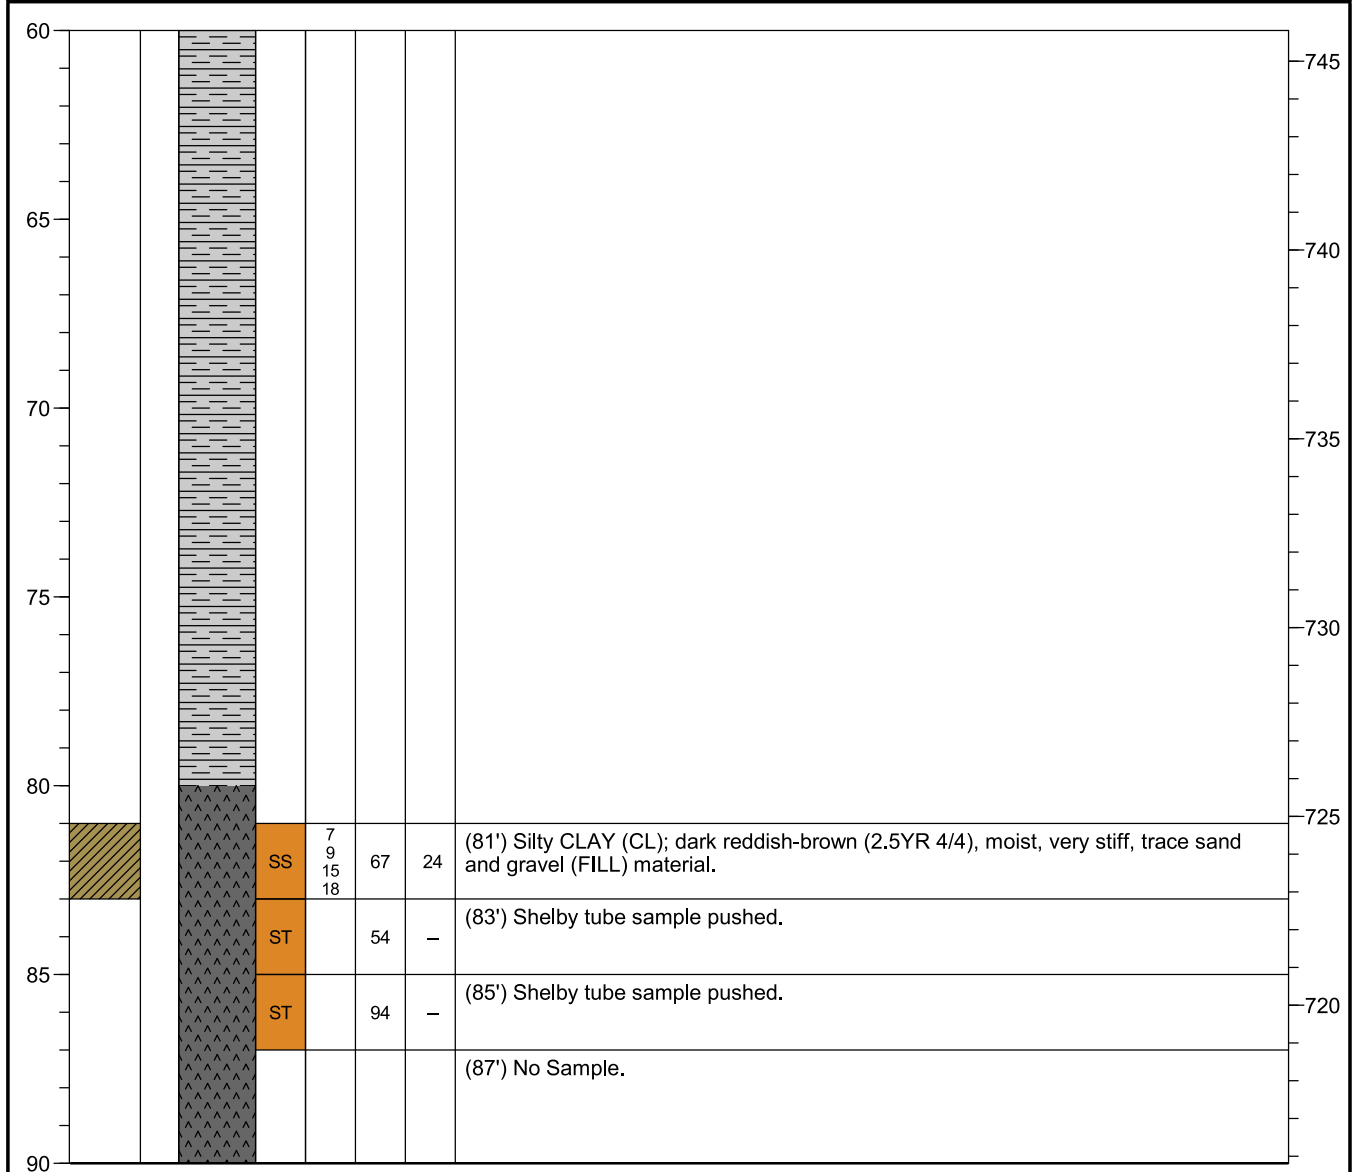 60
745
65
740
70
735
75
730
80
725
SS
7
9
15
18
67
24
(81') Silty CLAY (CL); dark reddish-brown (2.5YR 4/4), moist, very stiff, trace sand
and gravel (FILL) material.
ST
54
–
(83') Shelby tube sample pushed.
85
ST
94
–
(85') Shelby tube sample pushed.
720
(87') No Sample.
90